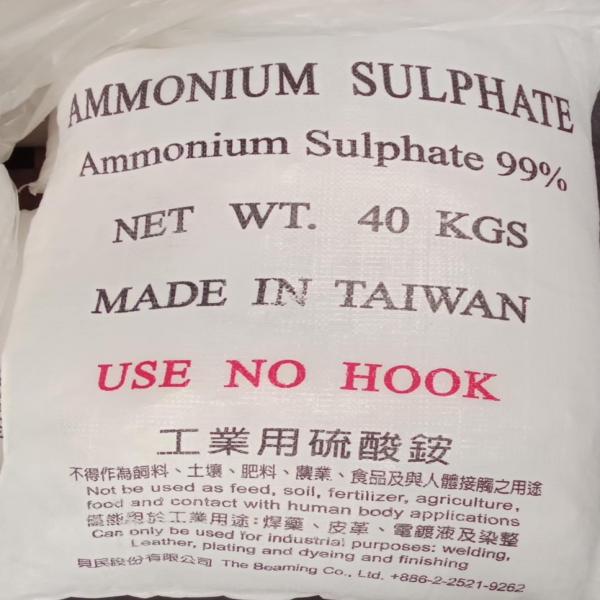 AMMONIUM SULPHATE
Ammonium Sulphate 99%
NET WT. 40 KGS
MADE IN TAIWAN
USE NO HOOK
工業用硫酸銨
不得作為飼料、土壤、肥料、農業、食品及與人體接觸之用途
Not be used as feed, soil, fertilizer, agriculture,
food and contact with human body applications
僅能用於工業用途:焊藥、皮革、電鍍液及染整
Can only be used for industrial purposes: welding,
Leather, plating and dyeing and finishing
貝民股份有限公司 The Beaming Co., Ltd. +886-2-2521-9262